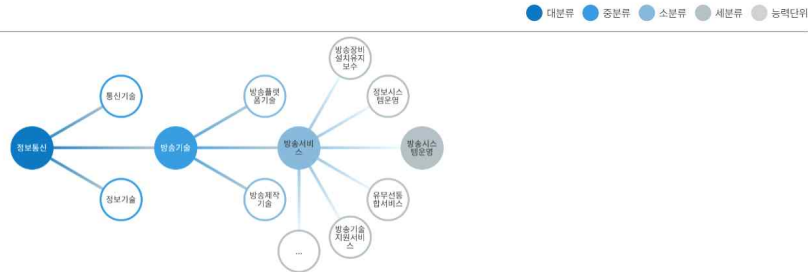 대분류
중분류
소분류
세분류
능력단위
방송장비
설치유지
보수
통신기술
방송플랫
폼기술
정보시스
템운영
정보통신
방송기술
방송서비
스
방송시스
템운영
정보기술
방송제작
기술
유무선통
합서비스
방송기술
지원서비
스
...